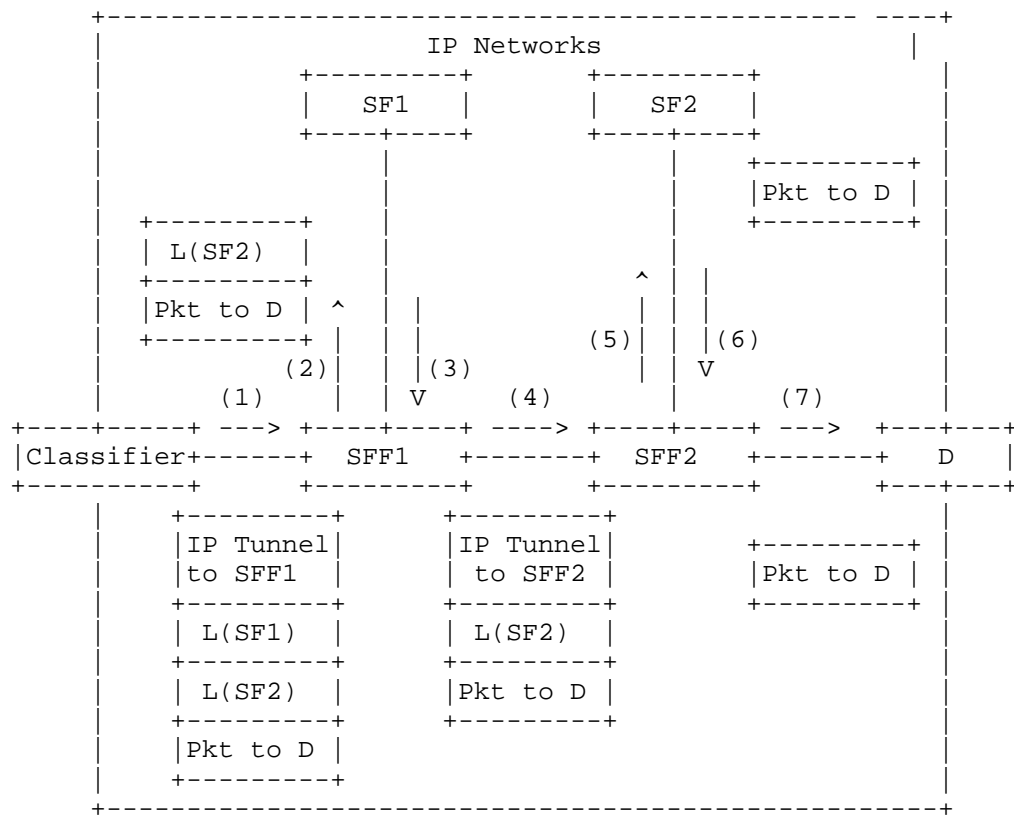 IP Networks
SF1 SF2
Pkt to D
L(SF2)
Pkt to D ^ ^
(5) (6)
(2) (3) V
(1) V (4) (7)
---> ----> --->
Classifier SFF1 SFF2 D
IP Tunnel IP Tunnel
to SFF1 to SFF2 Pkt to D
L(SF1) L(SF2)
L(SF2) Pkt to D
Pkt to D